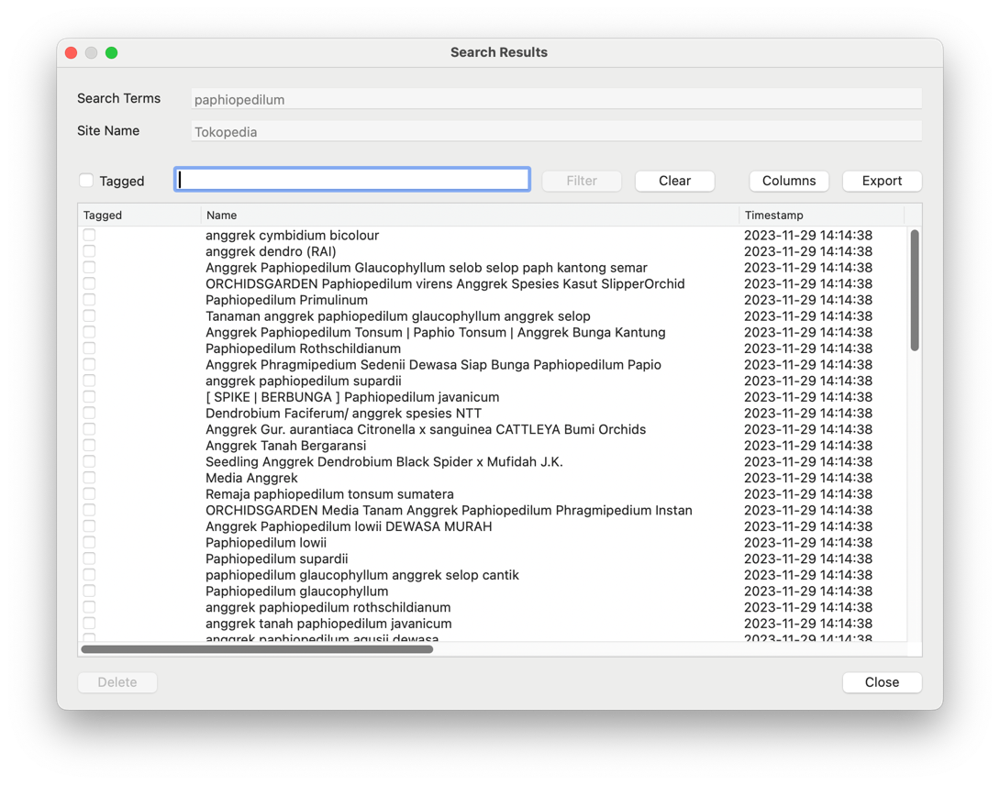 Search Results
Search Terms paphiopedilum
Site Name Tokopedia
Tagged Filter Clear Columns Export
Tagged Name Timestamp
anggrek cymbidium bicolour 2023-11-29 14:14:38
anggrek dendro (RAI) 2023-11-29 14:14:38
Anggrek Paphiopedilum Glaucophyllum selob selop paph kantong semar 2023-11-29 14:14:38
ORCHIDSGARDEN Paphiopedilum virens Anggrek Spesies Kasut SlipperOrchid 2023-11-29 14:14:38
Paphiopedilum Primulinum 2023-11-29 14:14:38
Tanaman anggrek paphiopedilum glaucophyllum anggrek selop 2023-11-29 14:14:38
Anggrek Paphiopedilum Tonsum | Paphio Tonsum | Anggrek Bunga Kantung 2023-11-29 14:14:38
Paphiopedilum Rothschildianum 2023-11-29 14:14:38
Anggrek Phragmipedium Sedenii Dewasa Siap Bunga Paphiopedilum Papio 2023-11-29 14:14:38
anggrek paphiopedilum supardii 2023-11-29 14:14:38
[ SPIKE | BERBUNGA ] Paphiopedilum javanicum 2023-11-29 14:14:38
Dendrobium Faciferum/ anggrek spesies NTT 2023-11-29 14:14:38
Anggrek Gur. aurantiaca Citronella x sanguinea CATTLEYA Bumi Orchids 2023-11-29 14:14:38
Anggrek Tanah Bergaransi 2023-11-29 14:14:38
Seedling Anggrek Dendrobium Black Spider x Mufidah J.K. 2023-11-29 14:14:38
Media Anggrek 2023-11-29 14:14:38
Remaja paphiopedilum tonsum sumatera 2023-11-29 14:14:38
ORCHIDSGARDEN Media Tanam Anggrek Paphiopedilum Phragmipedium Instan 2023-11-29 14:14:38
Anggrek Paphiopedilum lowii DEWASA MURAH 2023-11-29 14:14:38
Paphiopedilum lowii 2023-11-29 14:14:38
Paphiopedilum supardii 2023-11-29 14:14:38
paphiopedilum glaucophyllum anggrek selop cantik 2023-11-29 14:14:38
Paphiopedilum glaucophyllum 2023-11-29 14:14:38
anggrek paphiopedilum rothschildianum 2023-11-29 14:14:38
anggrek tanah paphiopedilum javanicum 2023-11-29 14:14:38
anggrek paphiopedilum agusii dewasa 2023-11-29 14:14:38
Delete Close